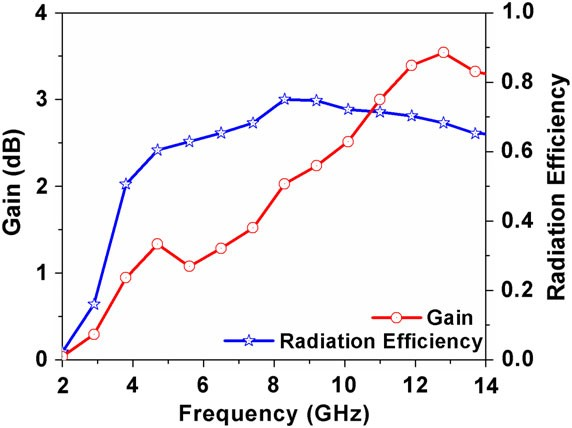 4
3
2
1
0
Gain (dB)
1.0
0.8
0.6
0.4
0.2
0.0
Radiation Efficiency
Gain
Radiation Efficiency
2 4 6 8 10 12 14
Frequency (GHz)